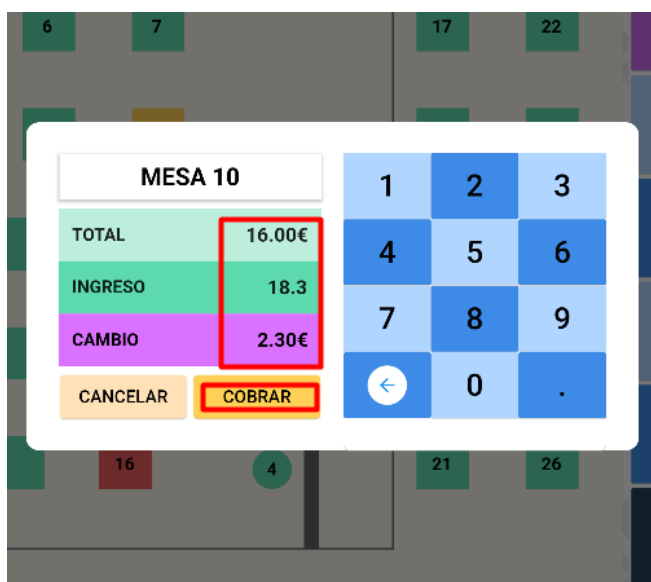 6 7 17 22
MESA 10
TOTAL 16.00€
INGRESO 18.3
CAMBIO 2.30€
CANCELAR COBRAR
1 2 3
4 5 6
7 8 9
0 .
16 4 21 26